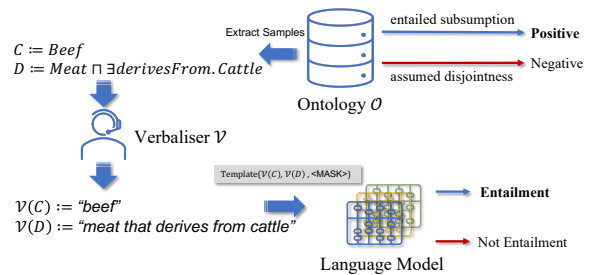 Extract Samples
entailed subsumption
Positive
Negative
assumed disjointness
C ≔ Beef
D ≔ Meat ⊓ ∃derivesFrom.Cattle
Ontology 𝒪
Verbaliser 𝒱
Template(𝒱(C), 𝒱(D) , <MASK>)
𝒱(C) ≔ “beef”
𝒱(D) ≔ “meat that derives from cattle”
Entailment
Not Entailment
Language Model